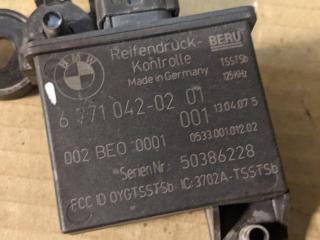 BMW
Reifendruck- BERU
Kontrolle TSSTSb
Made in Germany 125KHz
6 771 042-02 01
001 13.04.07 5
002 BE0 0001 0533.001.012.02
Serien Nr.: 50386228
FCC ID OYGTSSTSb IC: 3702A-TSSTSb